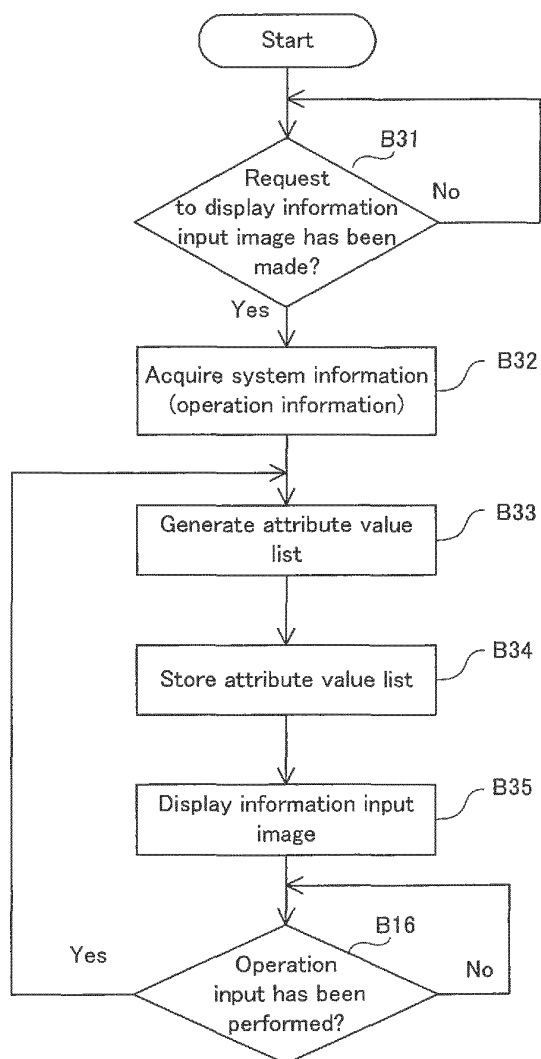 Start
B31
Request
to display information
input image has been
made?
No
Yes
Acquire system information
(operation information)
B32
Generate attribute value
list
B33
Store attribute value list
B34
Display information input
image
B35
B16
Yes
Operation
input has been
performed?
No